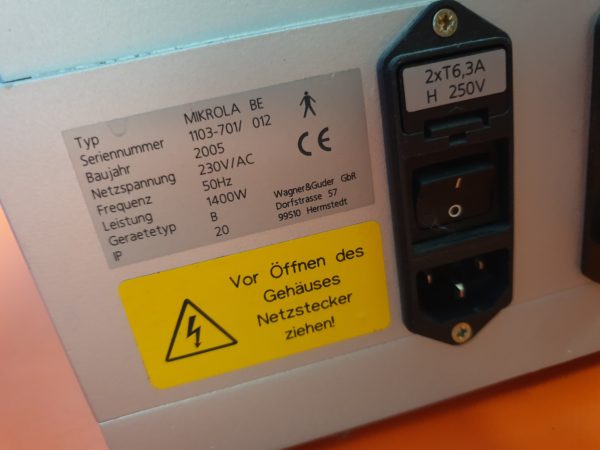 Typ MIKROLA BE
Seriennummer 1103-701/ 012
Baujahr 2005
Netzspannung 230V/AC
Frequenz 50Hz
Leistung 1400W
Geraetetyp B
IP 20
CE
Wagner&Guder GbR
Dorfstrasse 57
99510 Hermstedt
Vor Öffnen des
Gehäuses
Netzstecker
ziehen!
2xT6,3A
H 250V